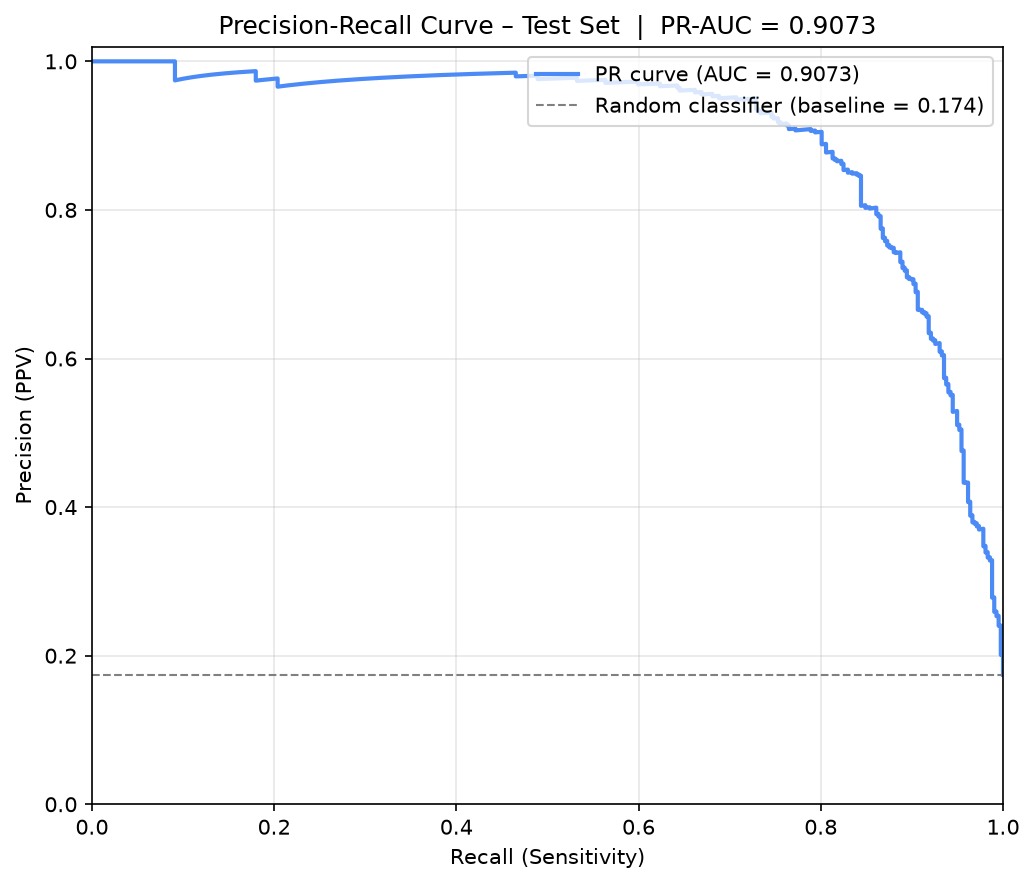 Precision-Recall Curve – Test Set | PR-AUC = 0.9073
PR curve (AUC = 0.9073)
Random classifier (baseline = 0.174)
Precision (PPV)
1.0
0.8
0.6
0.4
0.2
0.0
0.0 0.2 0.4 0.6 0.8 1.0
Recall (Sensitivity)